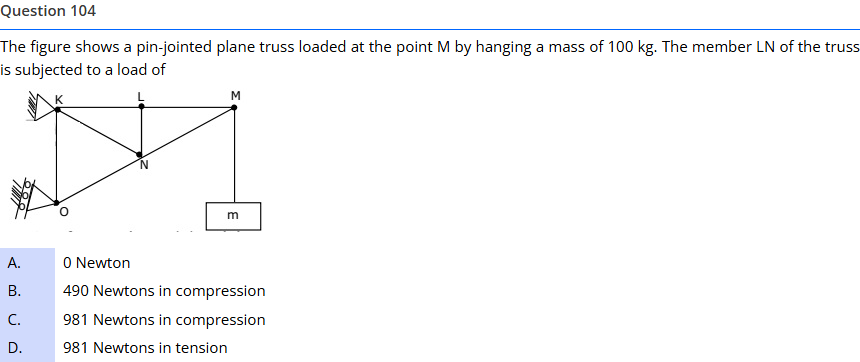 Question 104
The figure shows a pin-jointed plane truss loaded at the point M by hanging a mass of 100 kg. The member LN of the truss
is subjected to a load of
K L M
N
O
m
A. 0 Newton
B. 490 Newtons in compression
C. 981 Newtons in compression
D. 981 Newtons in tension